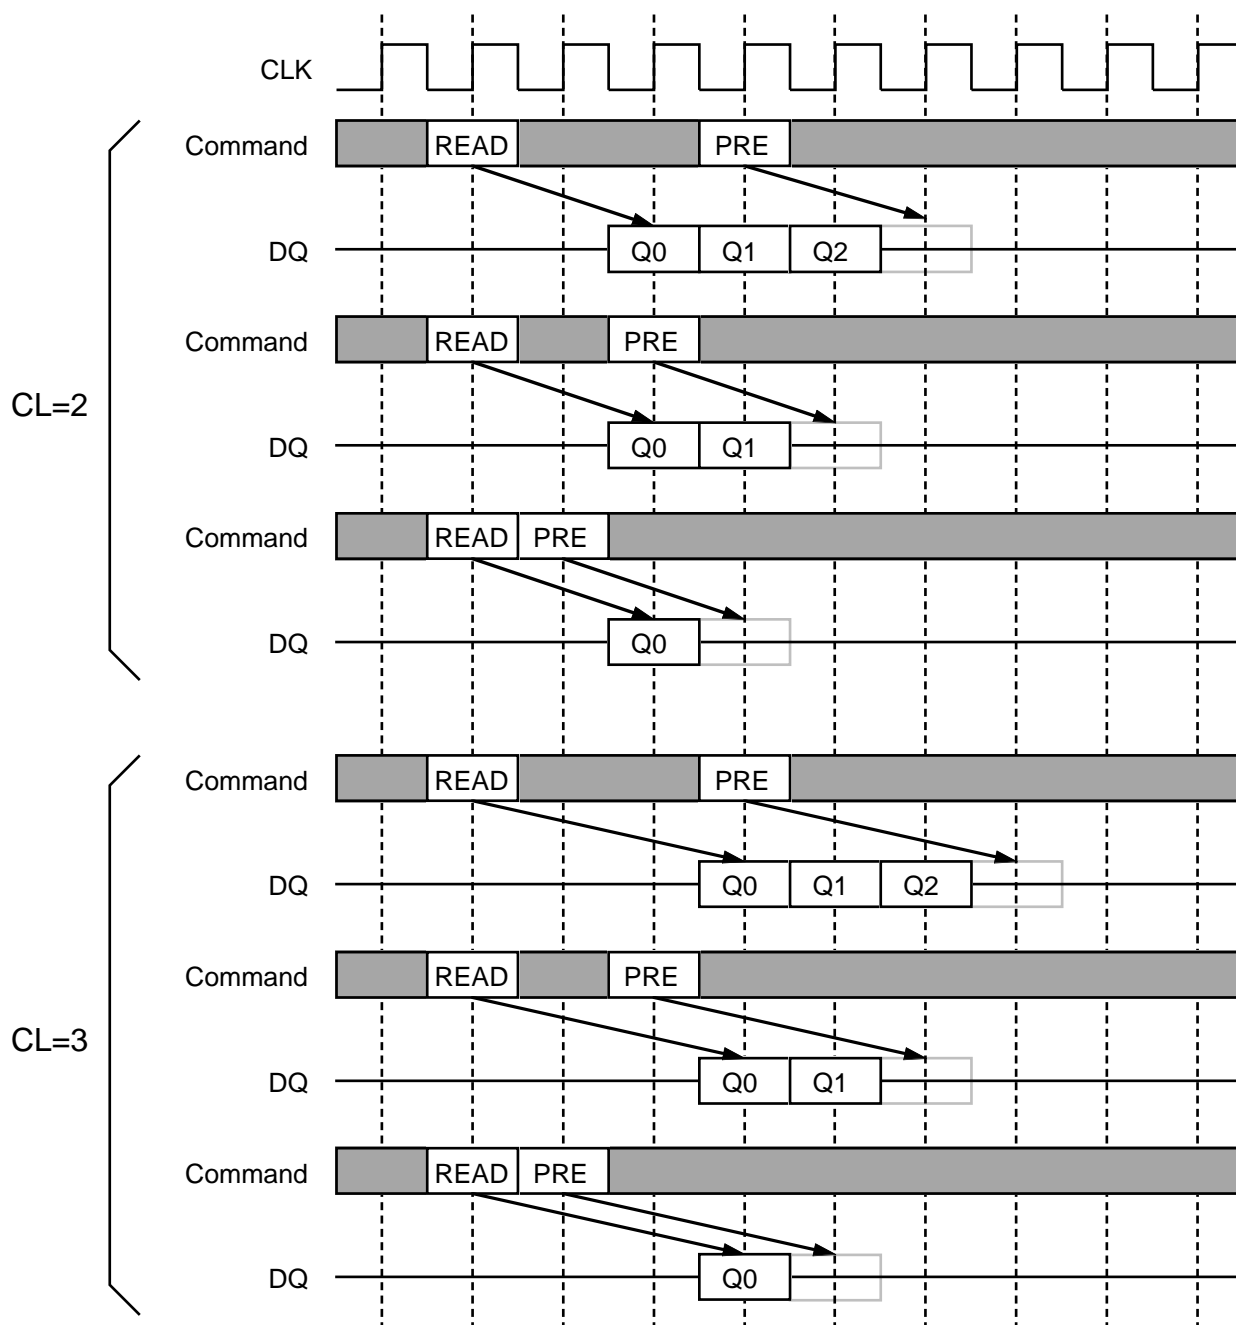 CLK
Command READ PRE
DQ Q0 Q1 Q2
Command READ PRE
CL=2
DQ Q0 Q1
Command READ PRE
DQ Q0
Command READ PRE
DQ Q0 Q1 Q2
Command READ PRE
CL=3
DQ Q0 Q1
Command READ PRE
DQ Q0